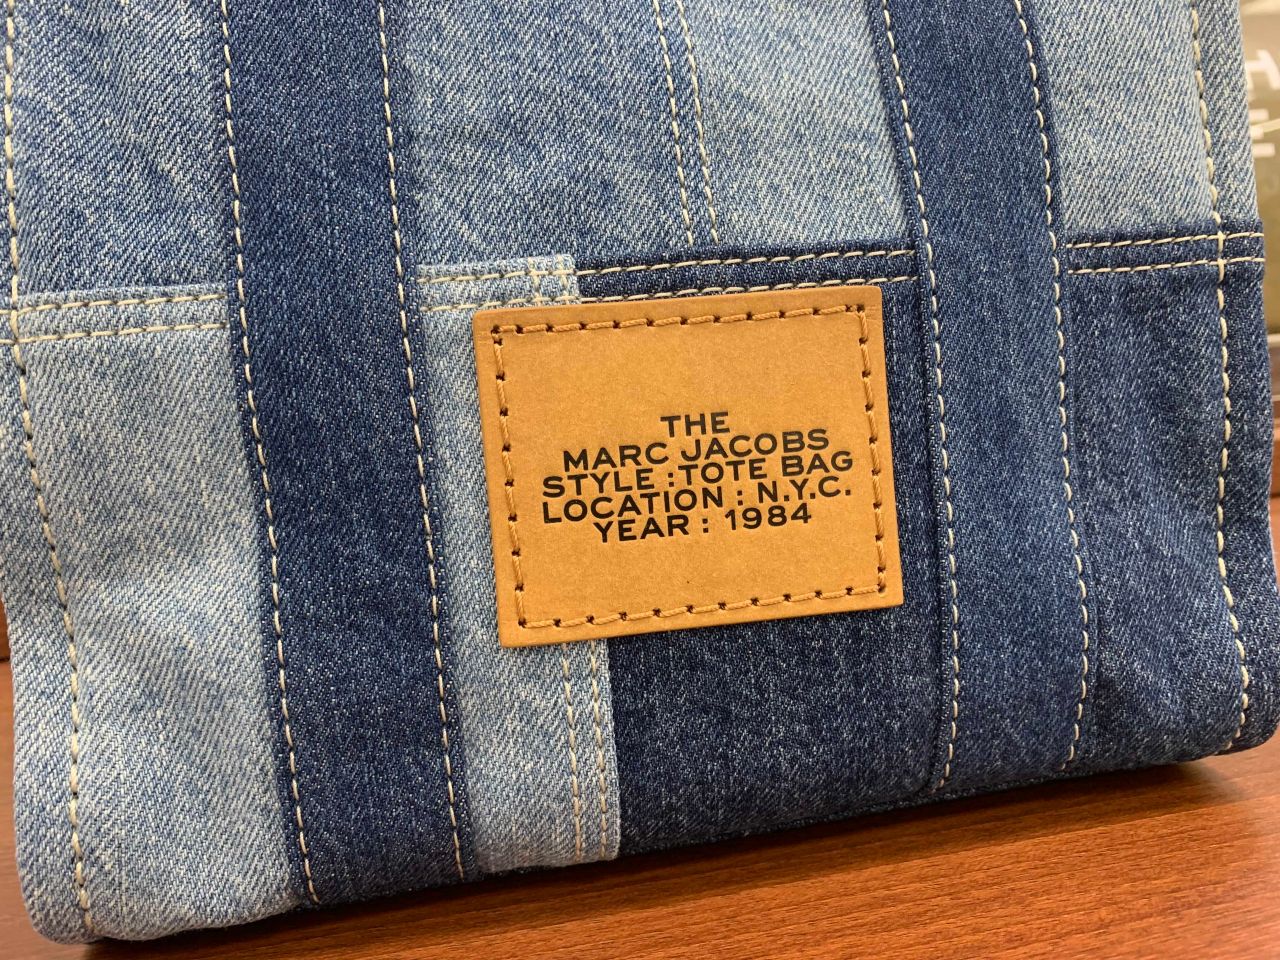 THE
MARC JACOBS
STYLE : TOTE BAG
LOCATION : N.Y.C.
YEAR : 1984